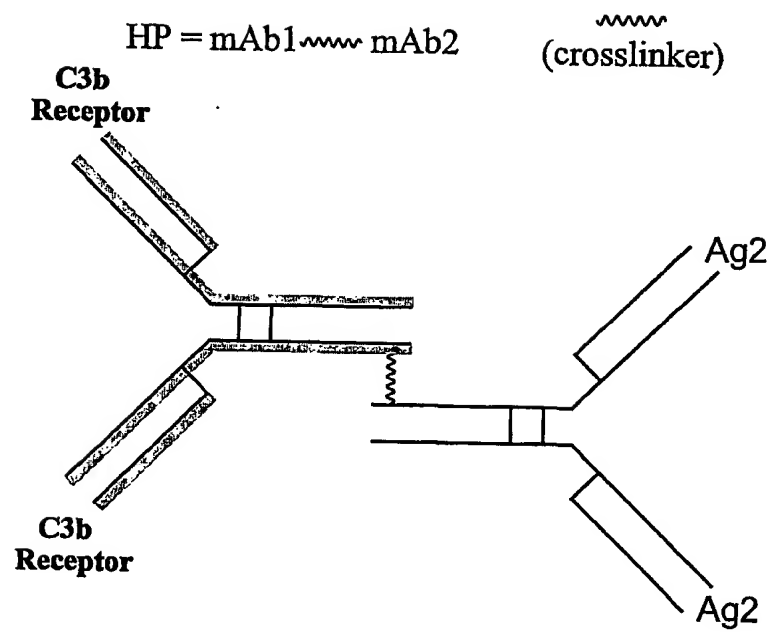 HP = mAb1 mAb2
(crosslinker)
C3b
Receptor
Ag2
C3b
Receptor
Ag2